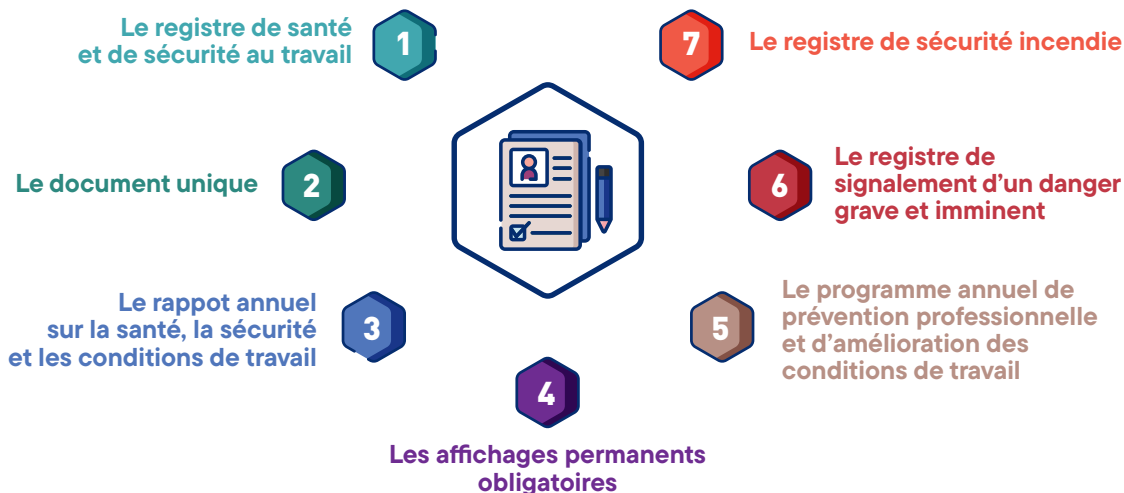 1
Le registre de santé
et de sécurité au travail
2
Le document unique
3
Le rappot annuel
sur la santé, la sécurité
et les conditions de travail
4
Les affichages permanents
obligatoires
5
Le programme annuel de
prévention professionnelle
et d’amélioration des
conditions de travail
6
Le registre de
signalement d’un danger
grave et imminent
7
Le registre de sécurité incendie